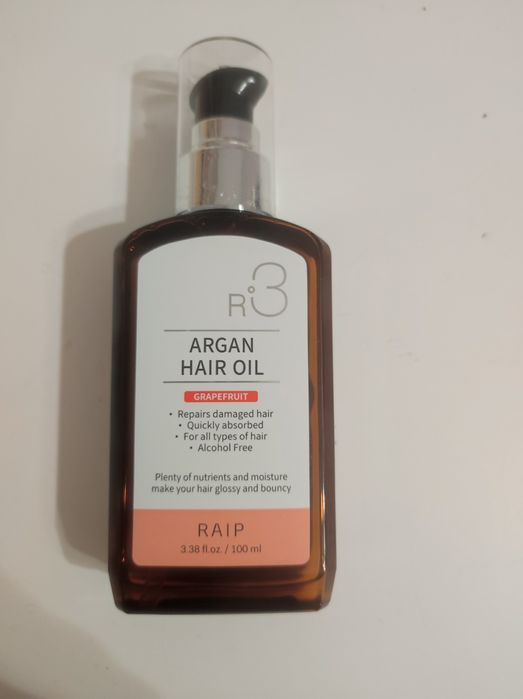 R°3
ARGAN
HAIR OIL
GRAPEFRUIT
• Repairs damaged hair
• Quickly absorbed
• For all types of hair
• Alcohol Free
Plenty of nutrients and moisture
make your hair glossy and bouncy
RAIP
3.38 fl.oz. / 100 ml